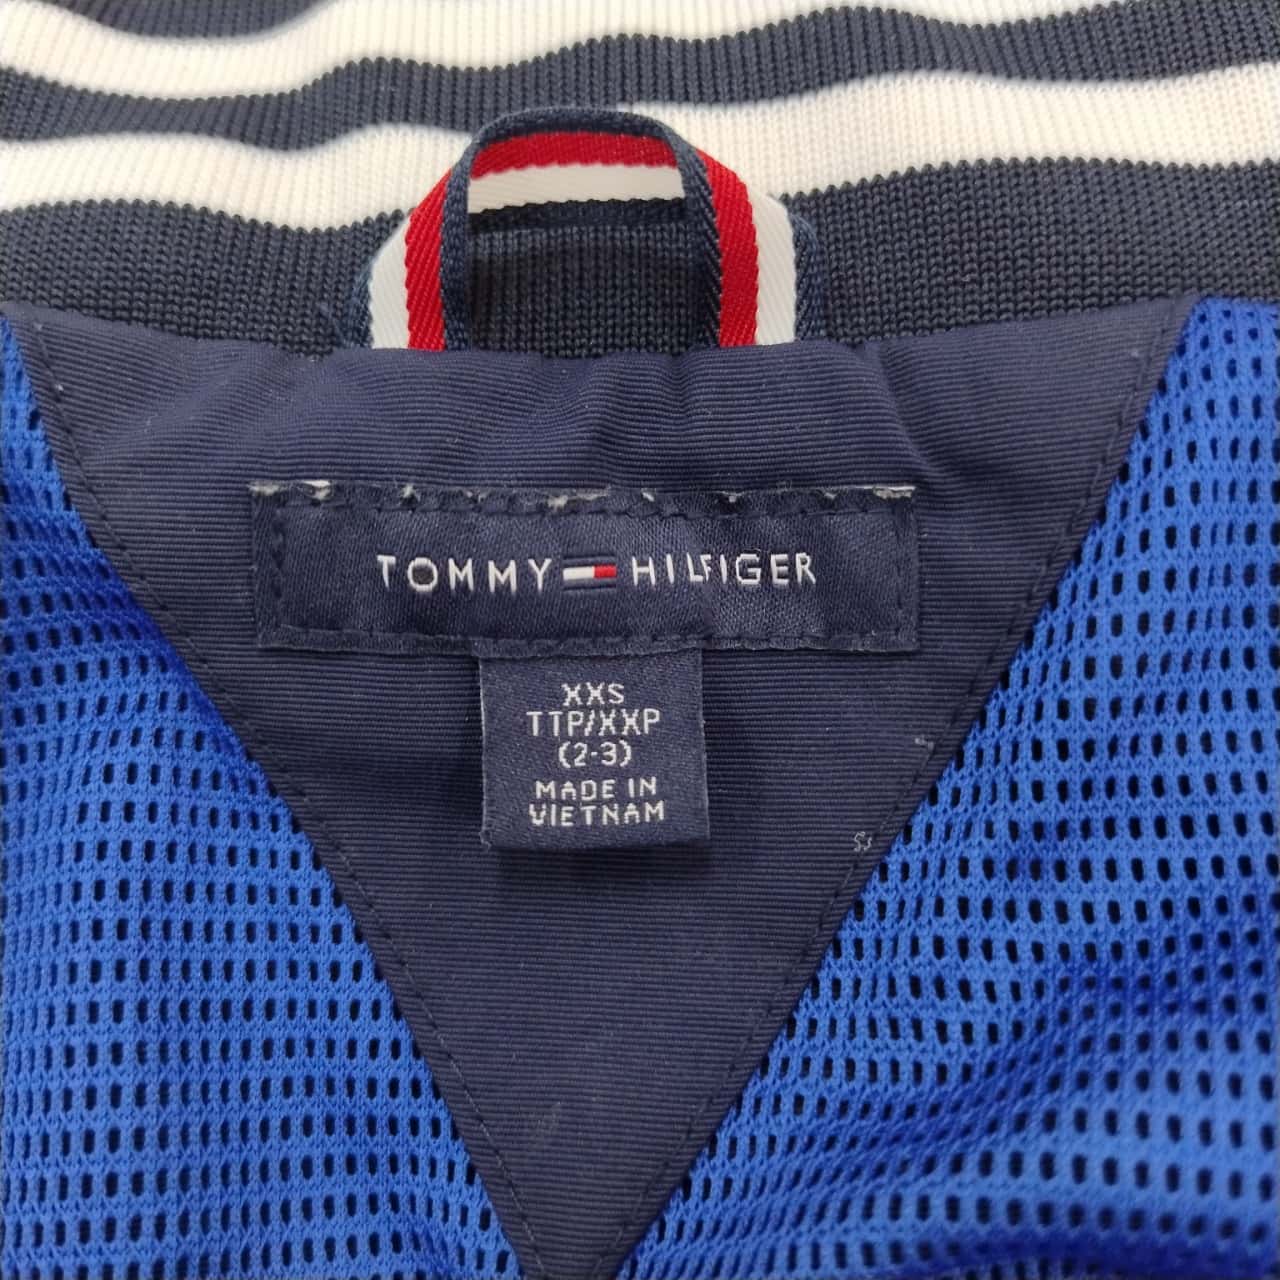 TOMMY HILFIGER
XXS
TTP/XXP
(2-3)
MADE IN
VIETNAM